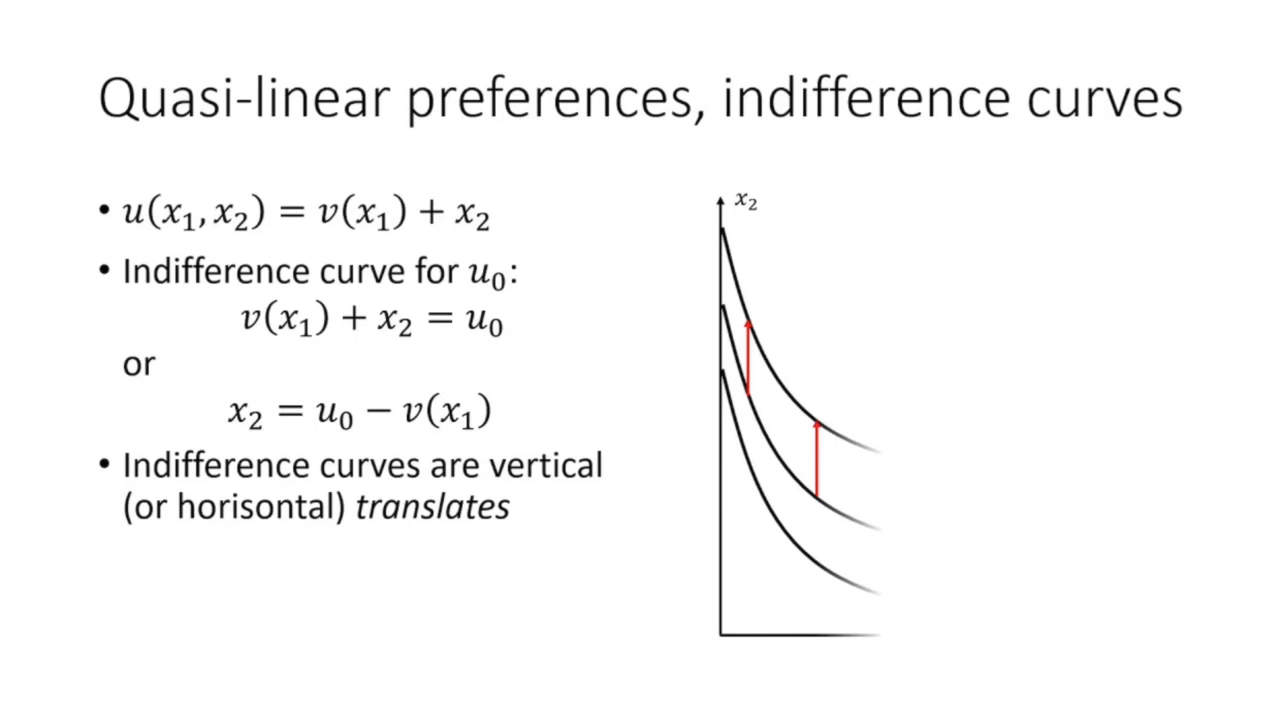 Quasi-linear preferences, indifference curves
• u(x₁, x₂) = v(x₁) + x₂
• Indifference curve for u₀:
v(x₁) + x₂ = u₀
or
x₂ = u₀ − v(x₁)
• Indifference curves are vertical
(or horisontal) translates
x₂